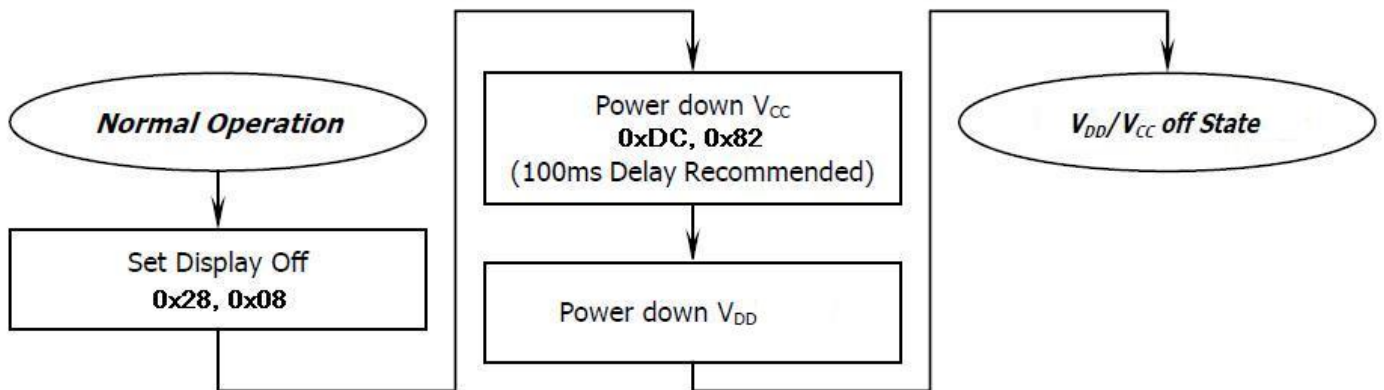 Normal Operation
Set Display Off
0x28, 0x08
Power down VCC
0xDC, 0x82
(100ms Delay Recommended)
Power down VDD
VDD/VCC off State